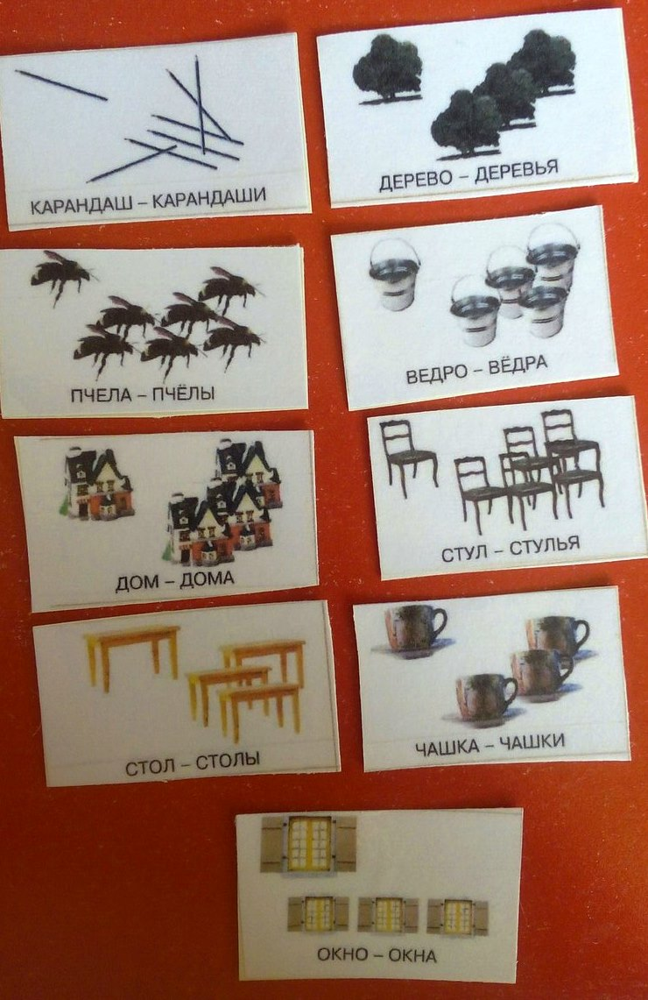 КАРАНДАШ – КАРАНДАШИ
ДЕРЕВО – ДЕРЕВЬЯ
ПЧЕЛА – ПЧЁЛЫ
ВЕДРО – ВЁДРА
ДОМ – ДОМА
СТУЛ – СТУЛЬЯ
СТОЛ – СТОЛЫ
ЧАШКА – ЧАШКИ
ОКНО – ОКНА